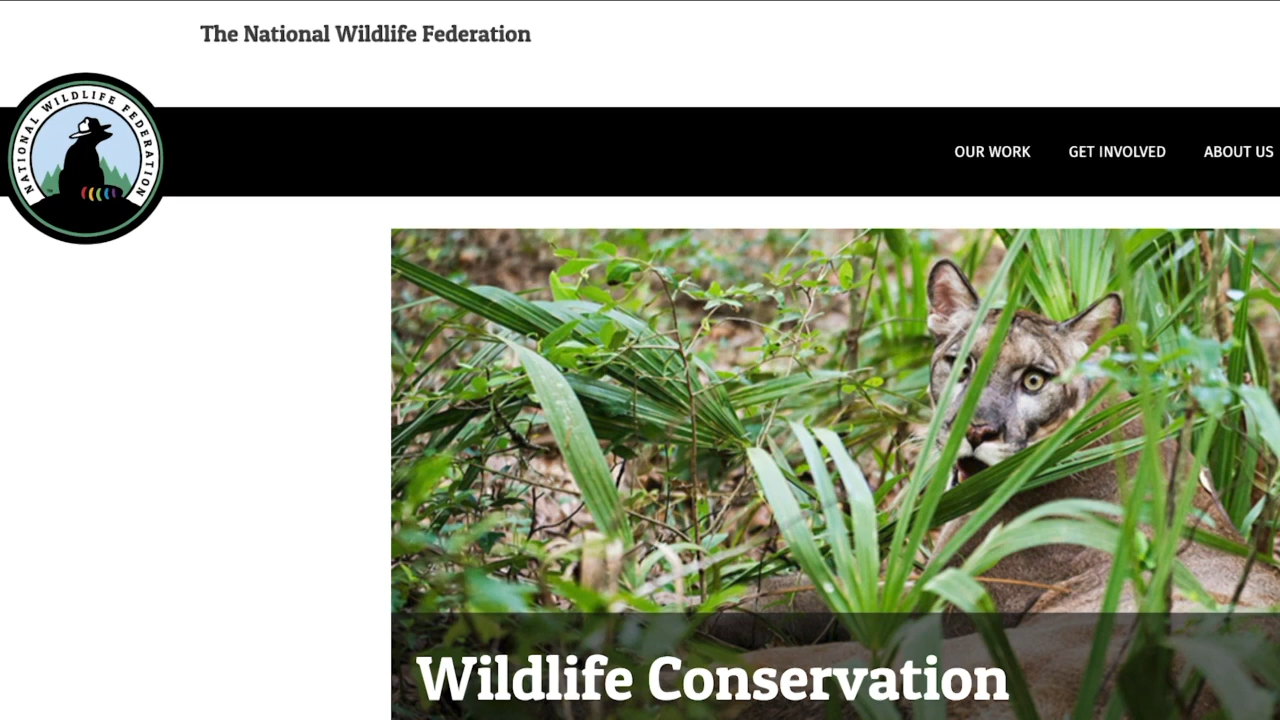 The National Wildlife Federation
NATIONAL WILDLIFE FEDERATION
OUR WORK GET INVOLVED ABOUT US
Wildlife Conservation